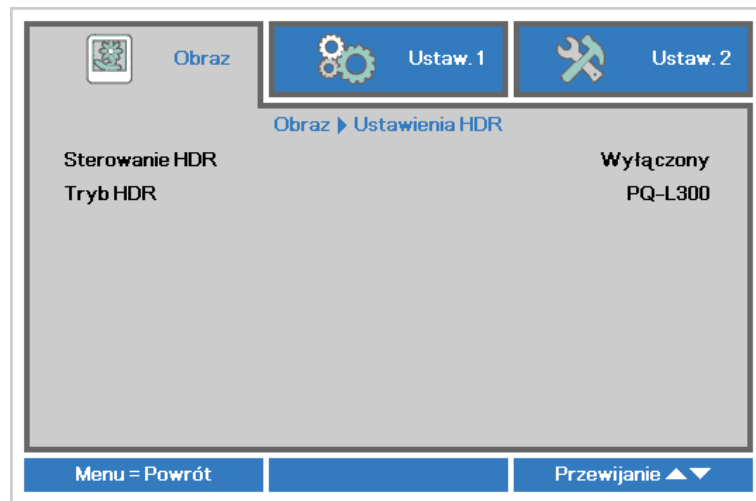 Obraz
Ustaw. 1
Ustaw. 2
Obraz ▶ Ustawienia HDR
Sterowanie HDR Wyłączony
Tryb HDR PQ-L300
Menu = Powrót Przewijanie ▲▼